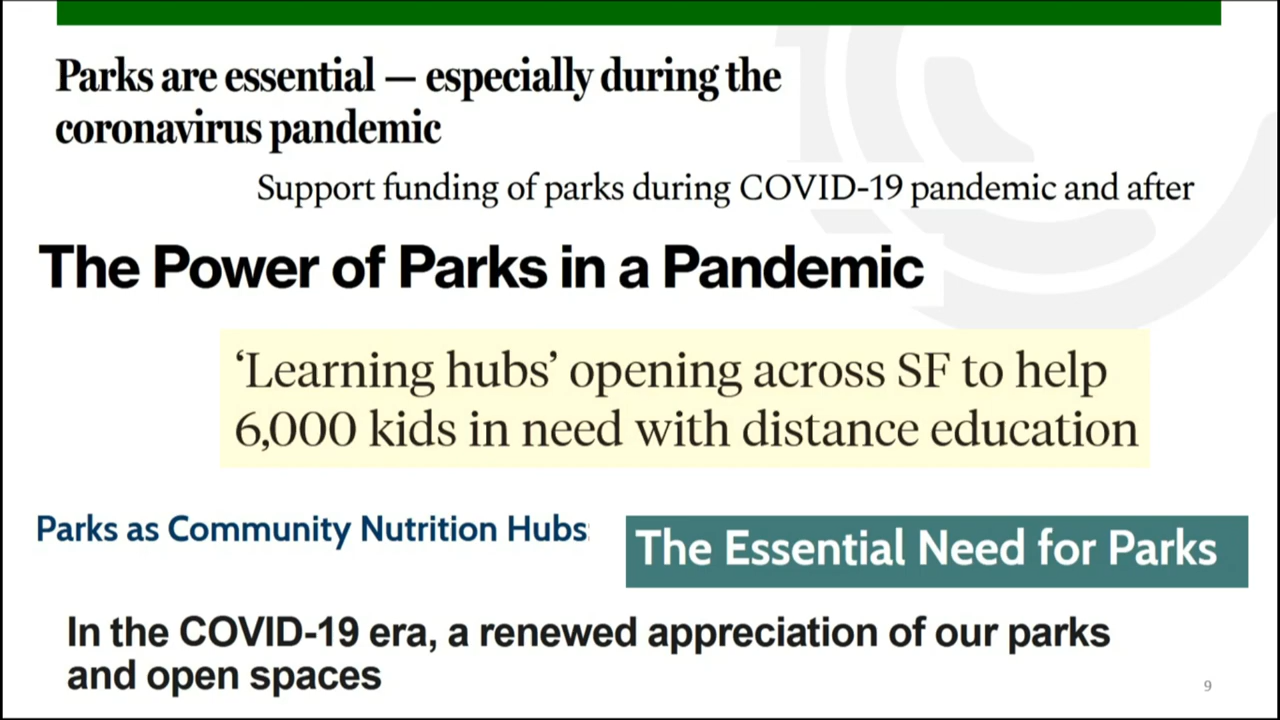 Parks are essential — especially during the
coronavirus pandemic
Support funding of parks during COVID-19 pandemic and after
The Power of Parks in a Pandemic
‘Learning hubs’ opening across SF to help
6,000 kids in need with distance education
Parks as Community Nutrition Hubs
The Essential Need for Parks
In the COVID-19 era, a renewed appreciation of our parks
and open spaces
9